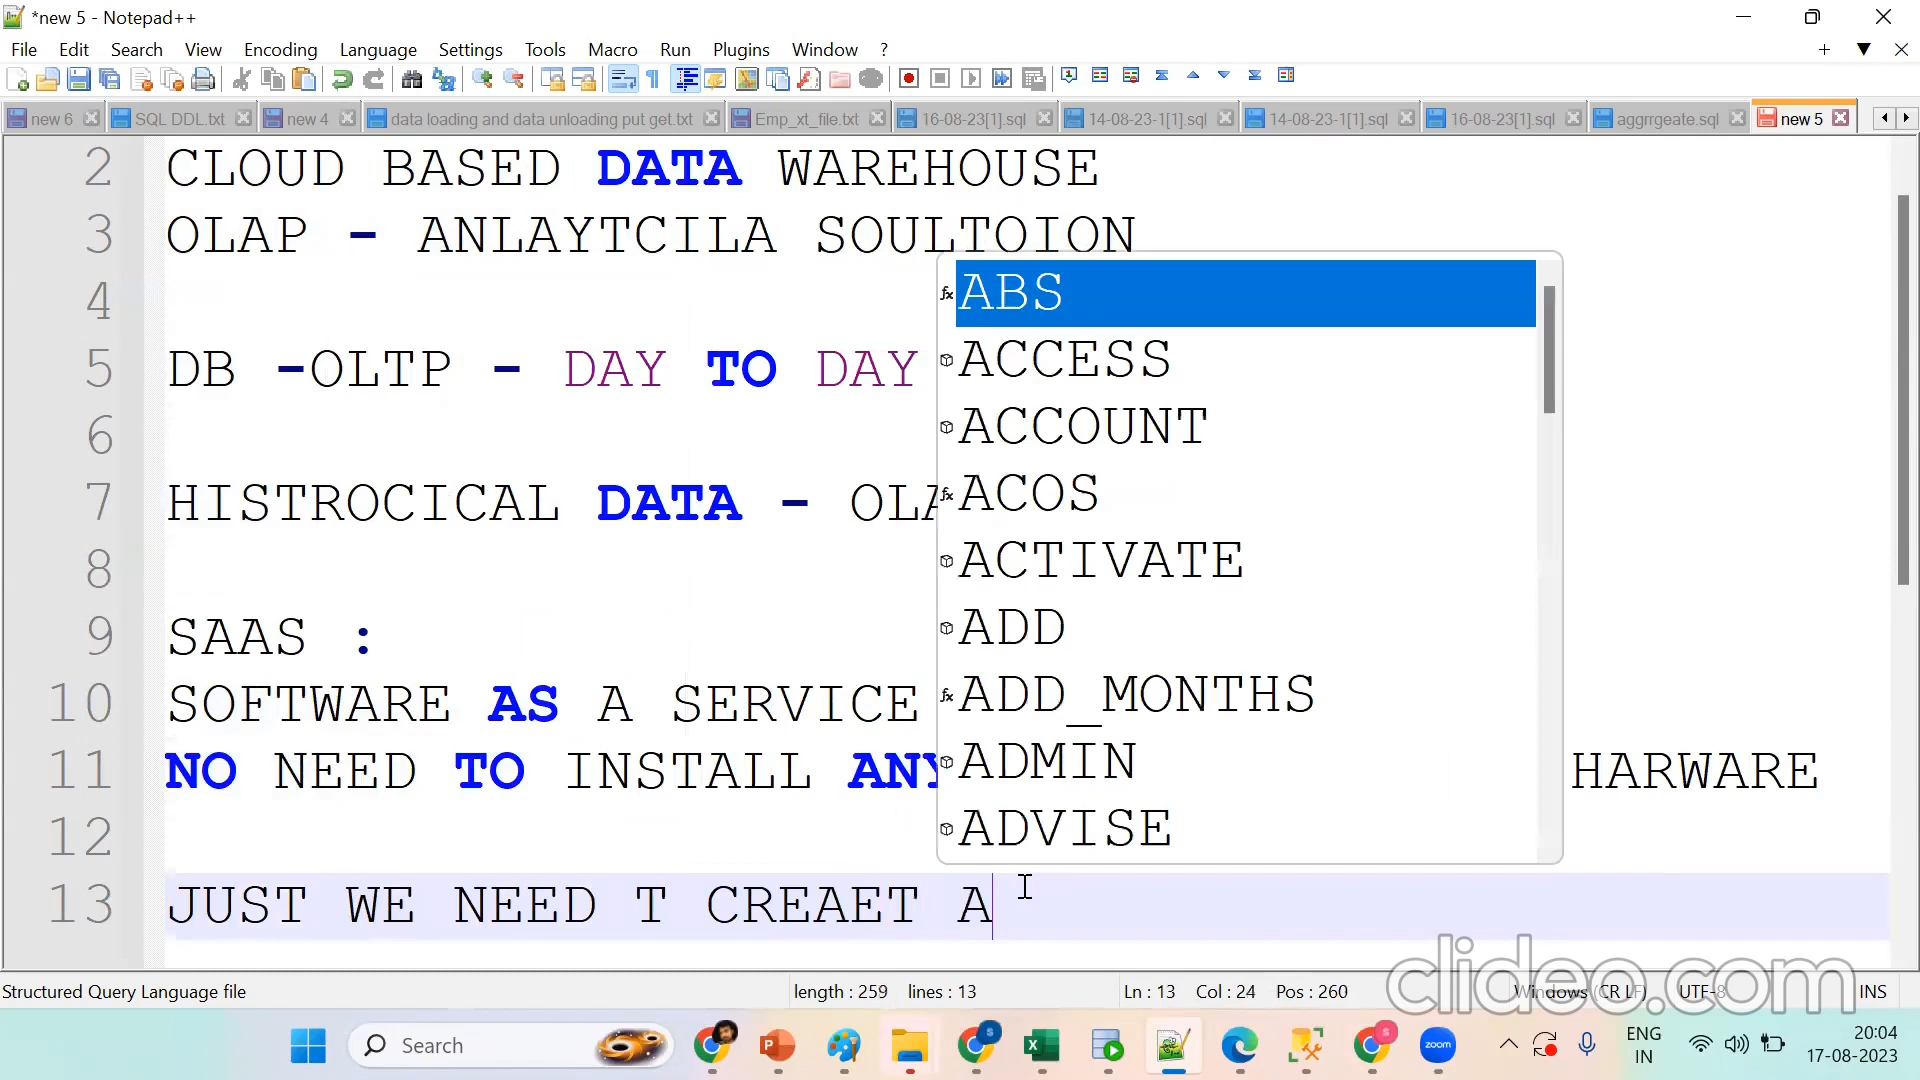 *new 5 - Notepad++
File Edit Search View Encoding Language Settings Tools Macro Run Plugins Window ?
new 6 SQL DDL.txt new 4 data loading and data unloading put get.txt Emp_xt_file.txt 16-08-23[1].sql 14-08-23-1[1].sql 14-08-23-1[1].sql 16-08-23[1].sql aggrrgeate.sql new 5
2 CLOUD BASED DATA WAREHOUSE
3 OLAP - ANLAYTCILA SOULTOION
4
5 DB -OLTP - DAY TO DAY
6
7 HISTROCICAL DATA - OLA
8
9 SAAS :
10 SOFTWARE AS A SERVICE
11 NO NEED TO INSTALL ANY HARWARE
12
13 JUST WE NEED T CREAET A
ABS
ACCESS
ACCOUNT
ACOS
ACTIVATE
ADD
ADD_MONTHS
ADMIN
ADVISE
clideo.com
Structured Query Language file length : 259 lines : 13 Ln : 13 Col : 24 Pos : 260 Windows (CR LF) UTF-8 INS
Search
zoom
ENG
IN
20:04
17-08-2023